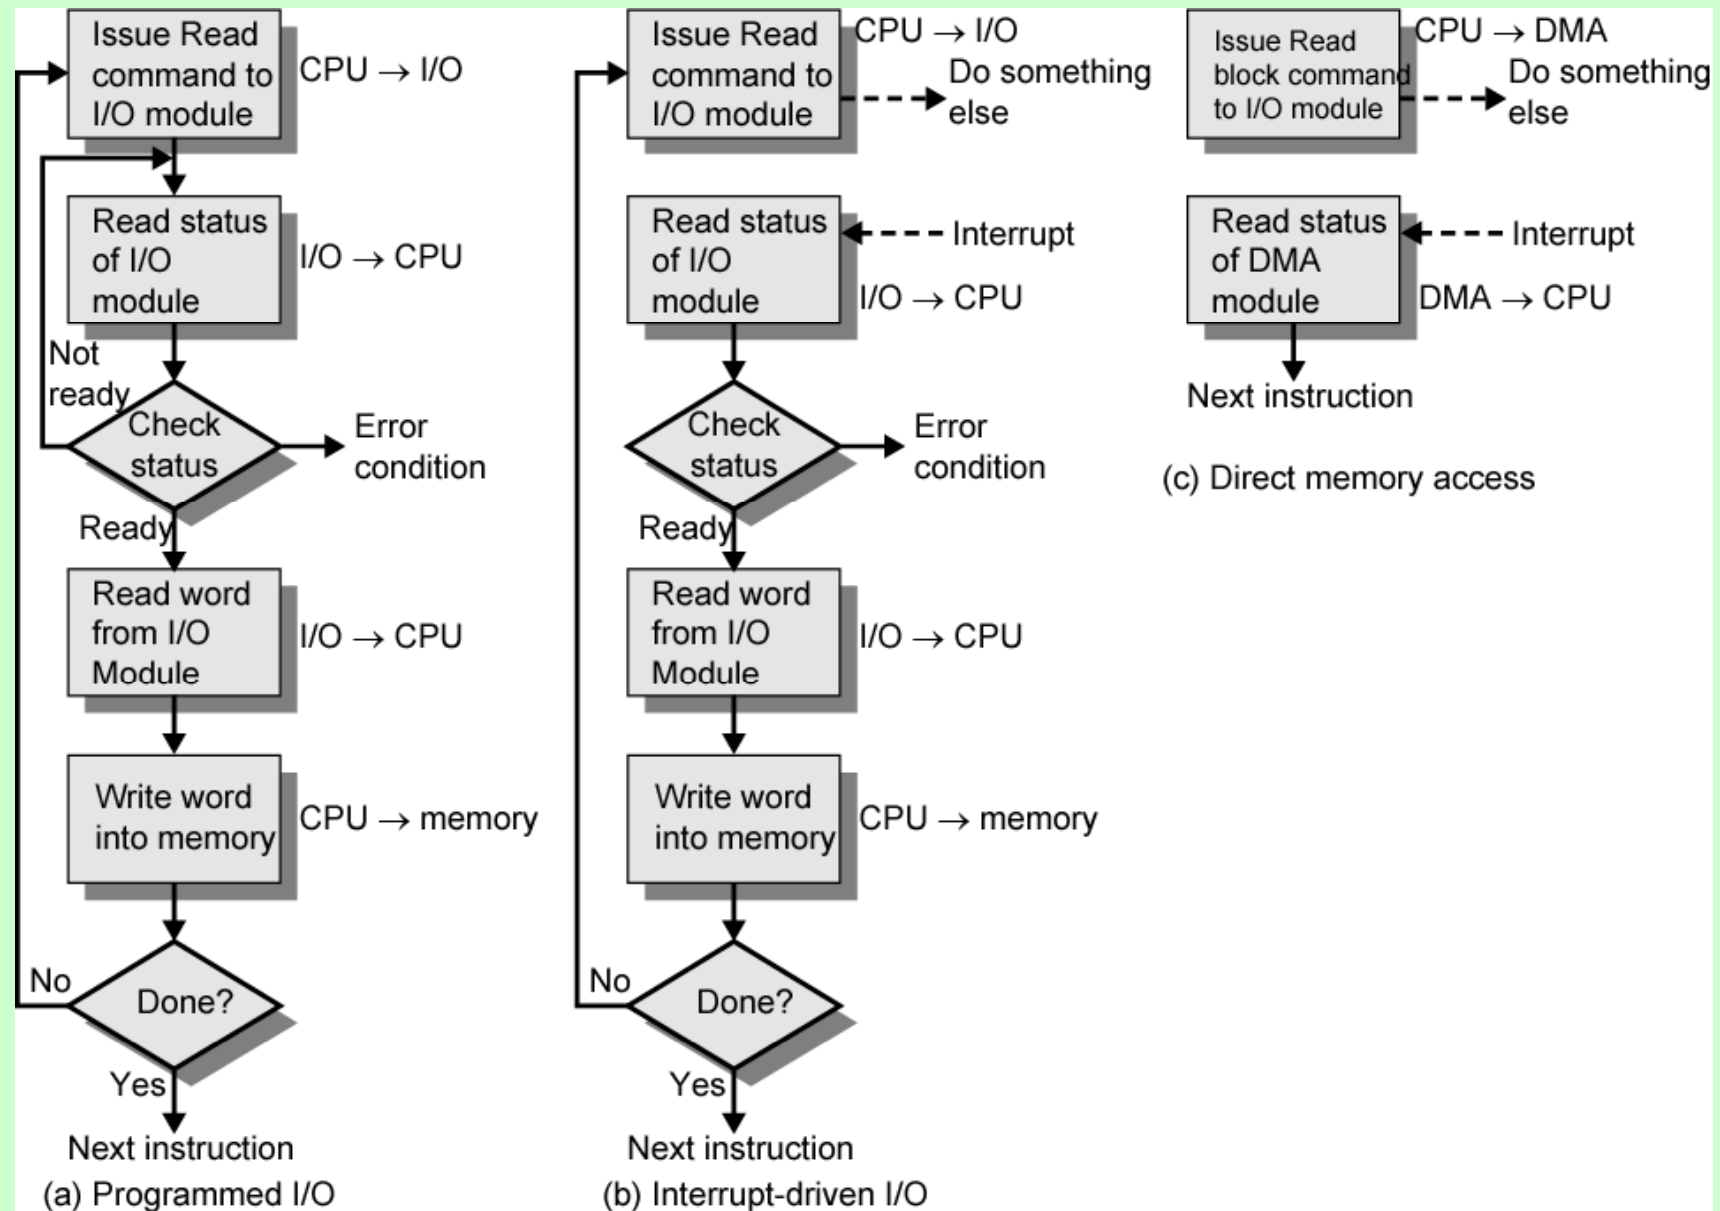 Issue Read
command to
I/O module
CPU → I/O
Read status
of I/O
module
I/O → CPU
Not
ready
Check
status
Error
condition
Ready
Read word
from I/O
Module
I/O → CPU
Write word
into memory
CPU → memory
No
Done?
Yes
Next instruction
(a) Programmed I/O
Issue Read
command to
I/O module
CPU → I/O
Do something
else
Read status
of I/O
module
Interrupt
I/O → CPU
Check
status
Error
condition
Ready
Read word
from I/O
Module
I/O → CPU
Write word
into memory
CPU → memory
No
Done?
Yes
Next instruction
(b) Interrupt-driven I/O
Issue Read
block command
to I/O module
CPU → DMA
Do something
else
Read status
of DMA
module
Interrupt
DMA → CPU
Next instruction
(c) Direct memory access